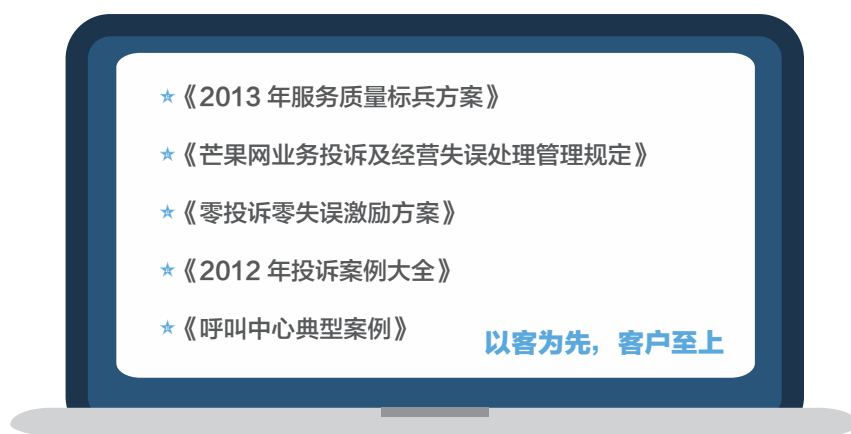 《2013 年服务质量标兵方案》
《芒果网业务投诉及经营失误处理管理规定》
《零投诉零失误激励方案》
《2012 年投诉案例大全》
《呼叫中心典型案例》
以客为先，客户至上